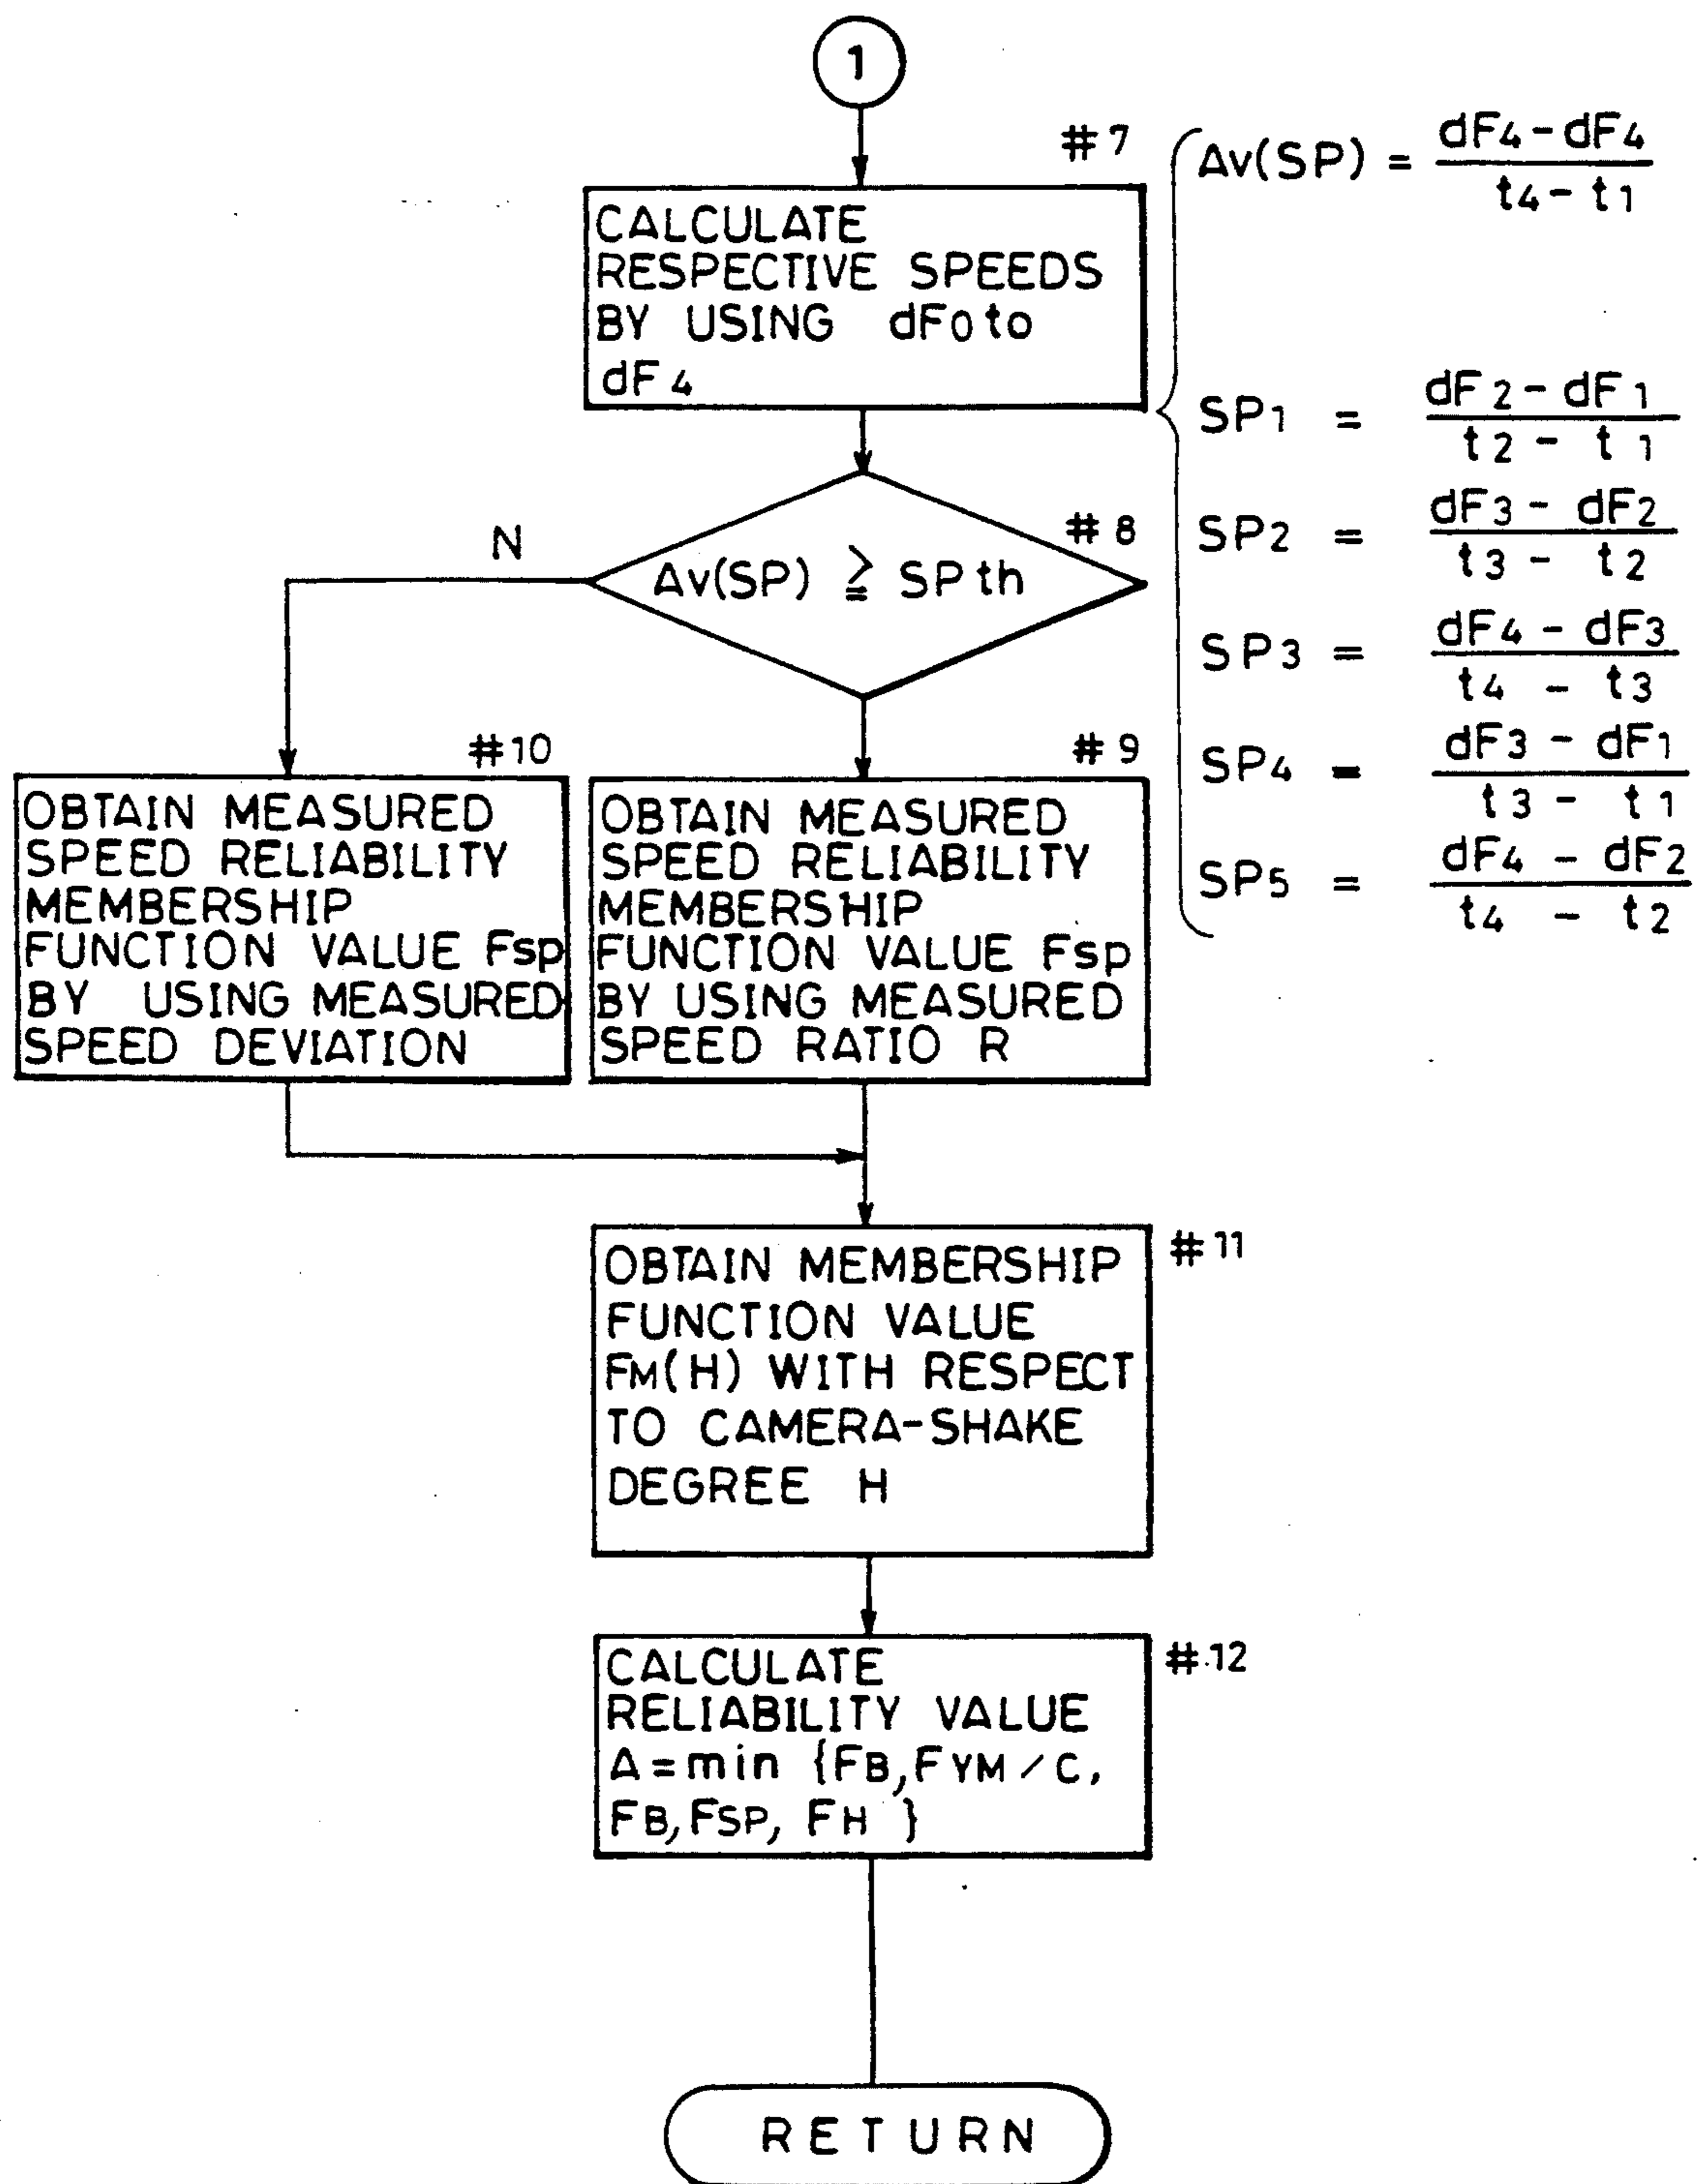 1
#7
CALCULATE
RESPECTIVE SPEEDS
BY USING dF0 to
dF4
Av(SP) = dF4 - dF4 / t4 - t1
SP1 = dF2 - dF1 / t2 - t1
SP2 = dF3 - dF2 / t3 - t2
SP3 = dF4 - dF3 / t4 - t3
SP4 = dF3 - dF1 / t3 - t1
SP5 = dF4 - dF2 / t4 - t2
#8
Av(SP) ≧ SPth
N
#10
OBTAIN MEASURED
SPEED RELIABILITY
MEMBERSHIP
FUNCTION VALUE Fsp
BY USING MEASURED
SPEED DEVIATION
#9
OBTAIN MEASURED
SPEED RELIABILITY
MEMBERSHIP
FUNCTION VALUE Fsp
BY USING MEASURED
SPEED RATIO R
#11
OBTAIN MEMBERSHIP
FUNCTION VALUE
FM(H) WITH RESPECT
TO CAMERA-SHAKE
DEGREE H
#12
CALCULATE
RELIABILITY VALUE
A=min {FB,FYM/C,
FB,FSP, FH }
RETURN